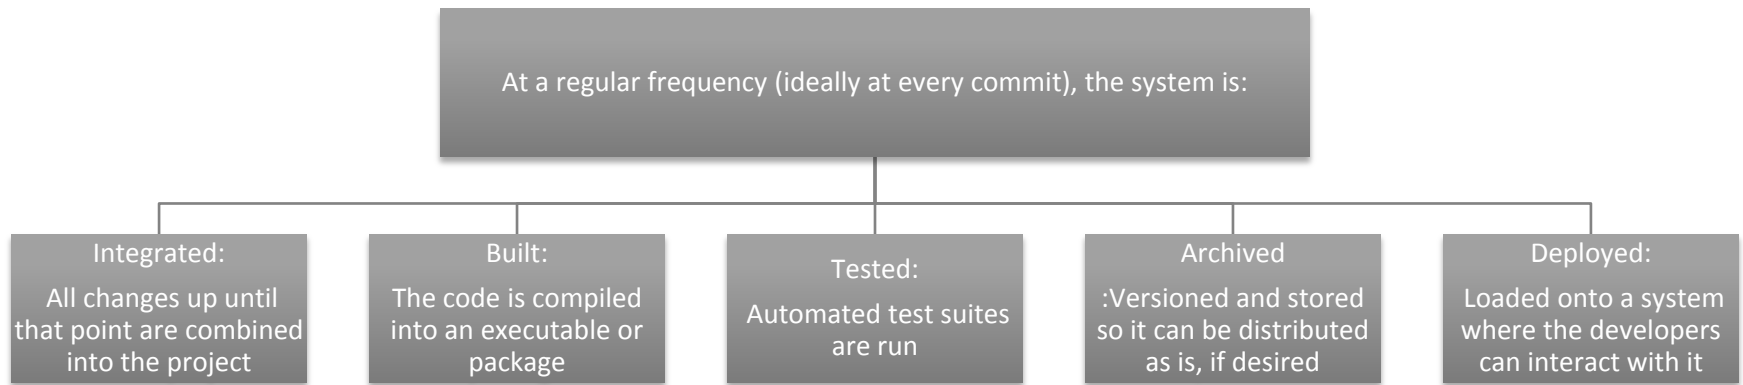 At a regular frequency (ideally at every commit), the system is:
Integrated:
All changes up until
that point are combined
into the project
Built:
The code is compiled
into an executable or
package
Tested:
Automated test suites
are run
Archived
:Versioned and stored
so it can be distributed
as is, if desired
Deployed:
Loaded onto a system
where the developers
can interact with it